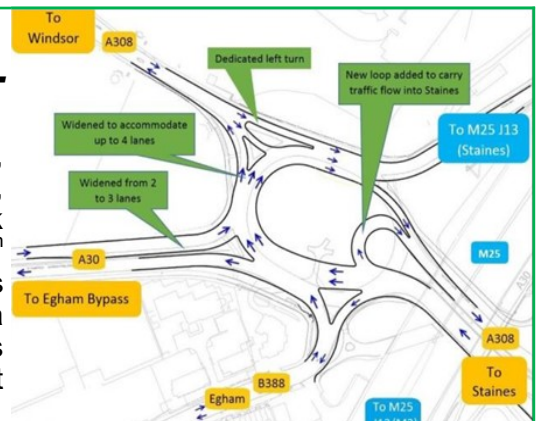 To
Windsor
A308
Dedicated left turn
New loop added to carry
traffic flow into Staines
Widened to accommodate
up to 4 lanes
To M25 J13
(Staines)
Widened from 2
to 3 lanes
A30
M25
A30
To Egham Bypass
A308
To
Staines
B388
Egham
To M25